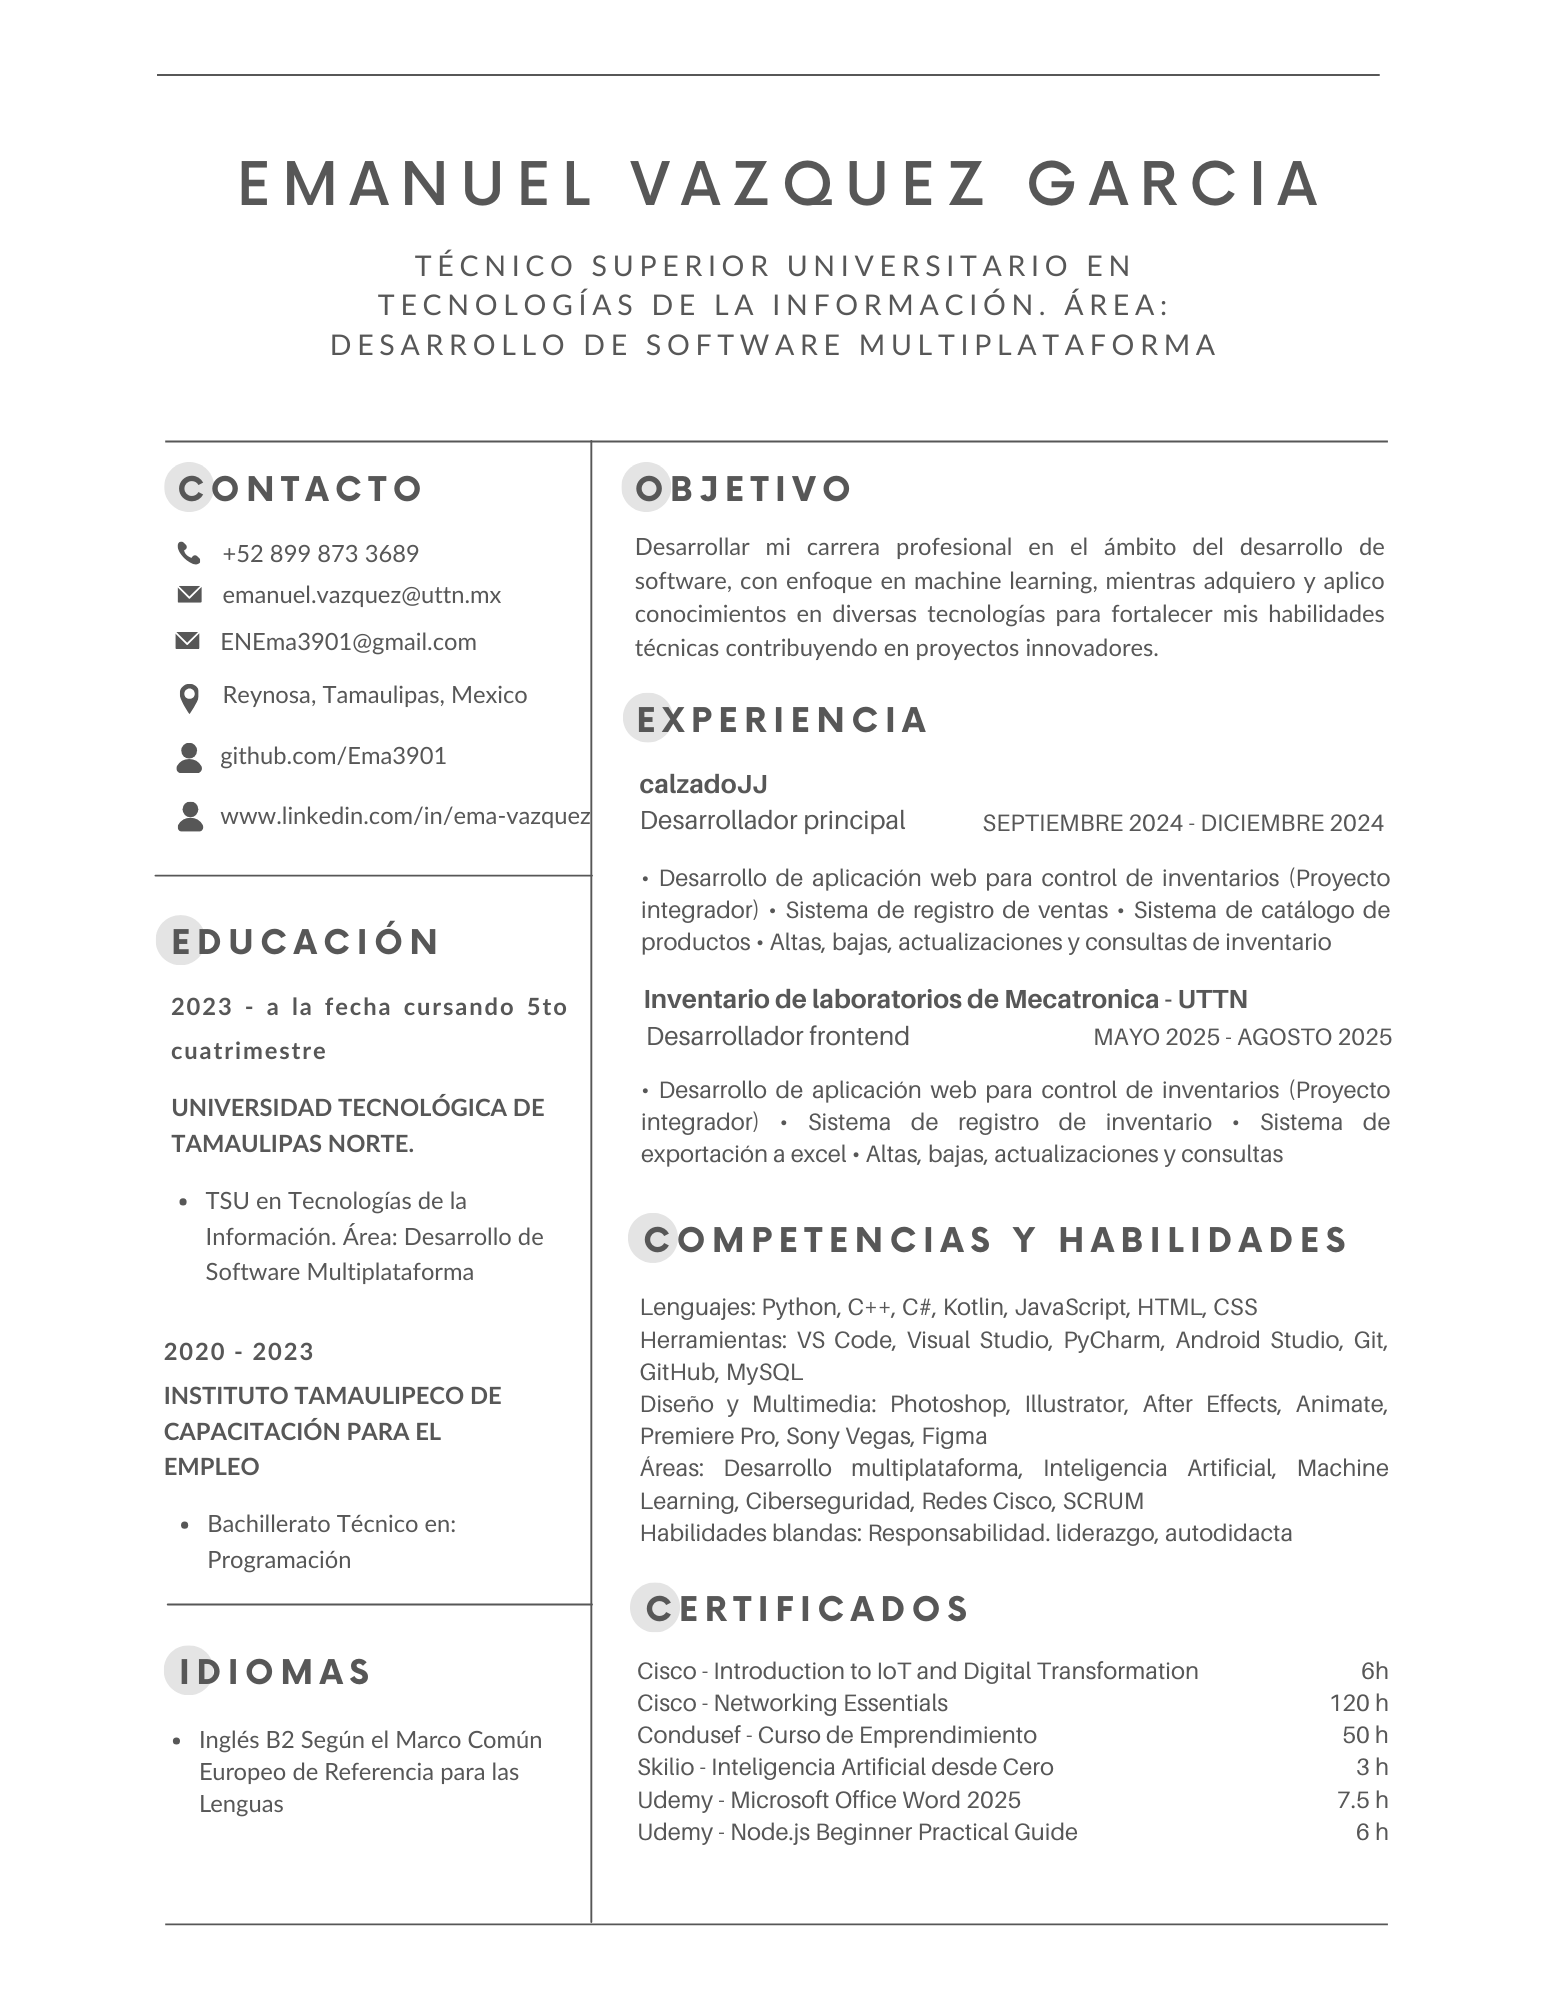 EMANUEL VAZQUEZ GARCIA
TÉCNICO SUPERIOR UNIVERSITARIO EN
TECNOLOGÍAS DE LA INFORMACIÓN. ÁREA:
DESARROLLO DE SOFTWARE MULTIPLATAFORMA
CONTACTO
+52 899 873 3689
emanuel.vazquez@uttn.mx
ENEma3901@gmail.com
Reynosa, Tamaulipas, Mexico
github.com/Ema3901
www.linkedin.com/in/ema-vazquez
EDUCACIÓN
2023 - a la fecha cursando 5to
cuatrimestre
UNIVERSIDAD TECNOLÓGICA DE
TAMAULIPAS NORTE.
• TSU en Tecnologías de la
Información. Área: Desarrollo de
Software Multiplataforma
2020 - 2023
INSTITUTO TAMAULIPECO DE
CAPACITACIÓN PARA EL
EMPLEO
• Bachillerato Técnico en:
Programación
IDIOMAS
• Inglés B2 Según el Marco Común
Europeo de Referencia para las
Lenguas
OBJETIVO
Desarrollar mi carrera profesional en el ámbito del desarrollo de
software, con enfoque en machine learning, mientras adquiero y aplico
conocimientos en diversas tecnologías para fortalecer mis habilidades
técnicas contribuyendo en proyectos innovadores.
EXPERIENCIA
calzadoJJ
Desarrollador principal SEPTIEMBRE 2024 - DICIEMBRE 2024
• Desarrollo de aplicación web para control de inventarios (Proyecto
integrador) • Sistema de registro de ventas • Sistema de catálogo de
productos • Altas, bajas, actualizaciones y consultas de inventario
Inventario de laboratorios de Mecatronica - UTTN
Desarrollador frontend MAYO 2025 - AGOSTO 2025
• Desarrollo de aplicación web para control de inventarios (Proyecto
integrador) • Sistema de registro de inventario • Sistema de
exportación a excel • Altas, bajas, actualizaciones y consultas
COMPETENCIAS Y HABILIDADES
Lenguajes: Python, C++, C#, Kotlin, JavaScript, HTML, CSS
Herramientas: VS Code, Visual Studio, PyCharm, Android Studio, Git,
GitHub, MySQL
Diseño y Multimedia: Photoshop, Illustrator, After Effects, Animate,
Premiere Pro, Sony Vegas, Figma
Áreas: Desarrollo multiplataforma, Inteligencia Artificial, Machine
Learning, Ciberseguridad, Redes Cisco, SCRUM
Habilidades blandas: Responsabilidad. liderazgo, autodidacta
CERTIFICADOS
Cisco - Introduction to IoT and Digital Transformation 6h
Cisco - Networking Essentials 120 h
Condusef - Curso de Emprendimiento 50 h
Skilio - Inteligencia Artificial desde Cero 3 h
Udemy - Microsoft Office Word 2025 7.5 h
Udemy - Node.js Beginner Practical Guide 6 h